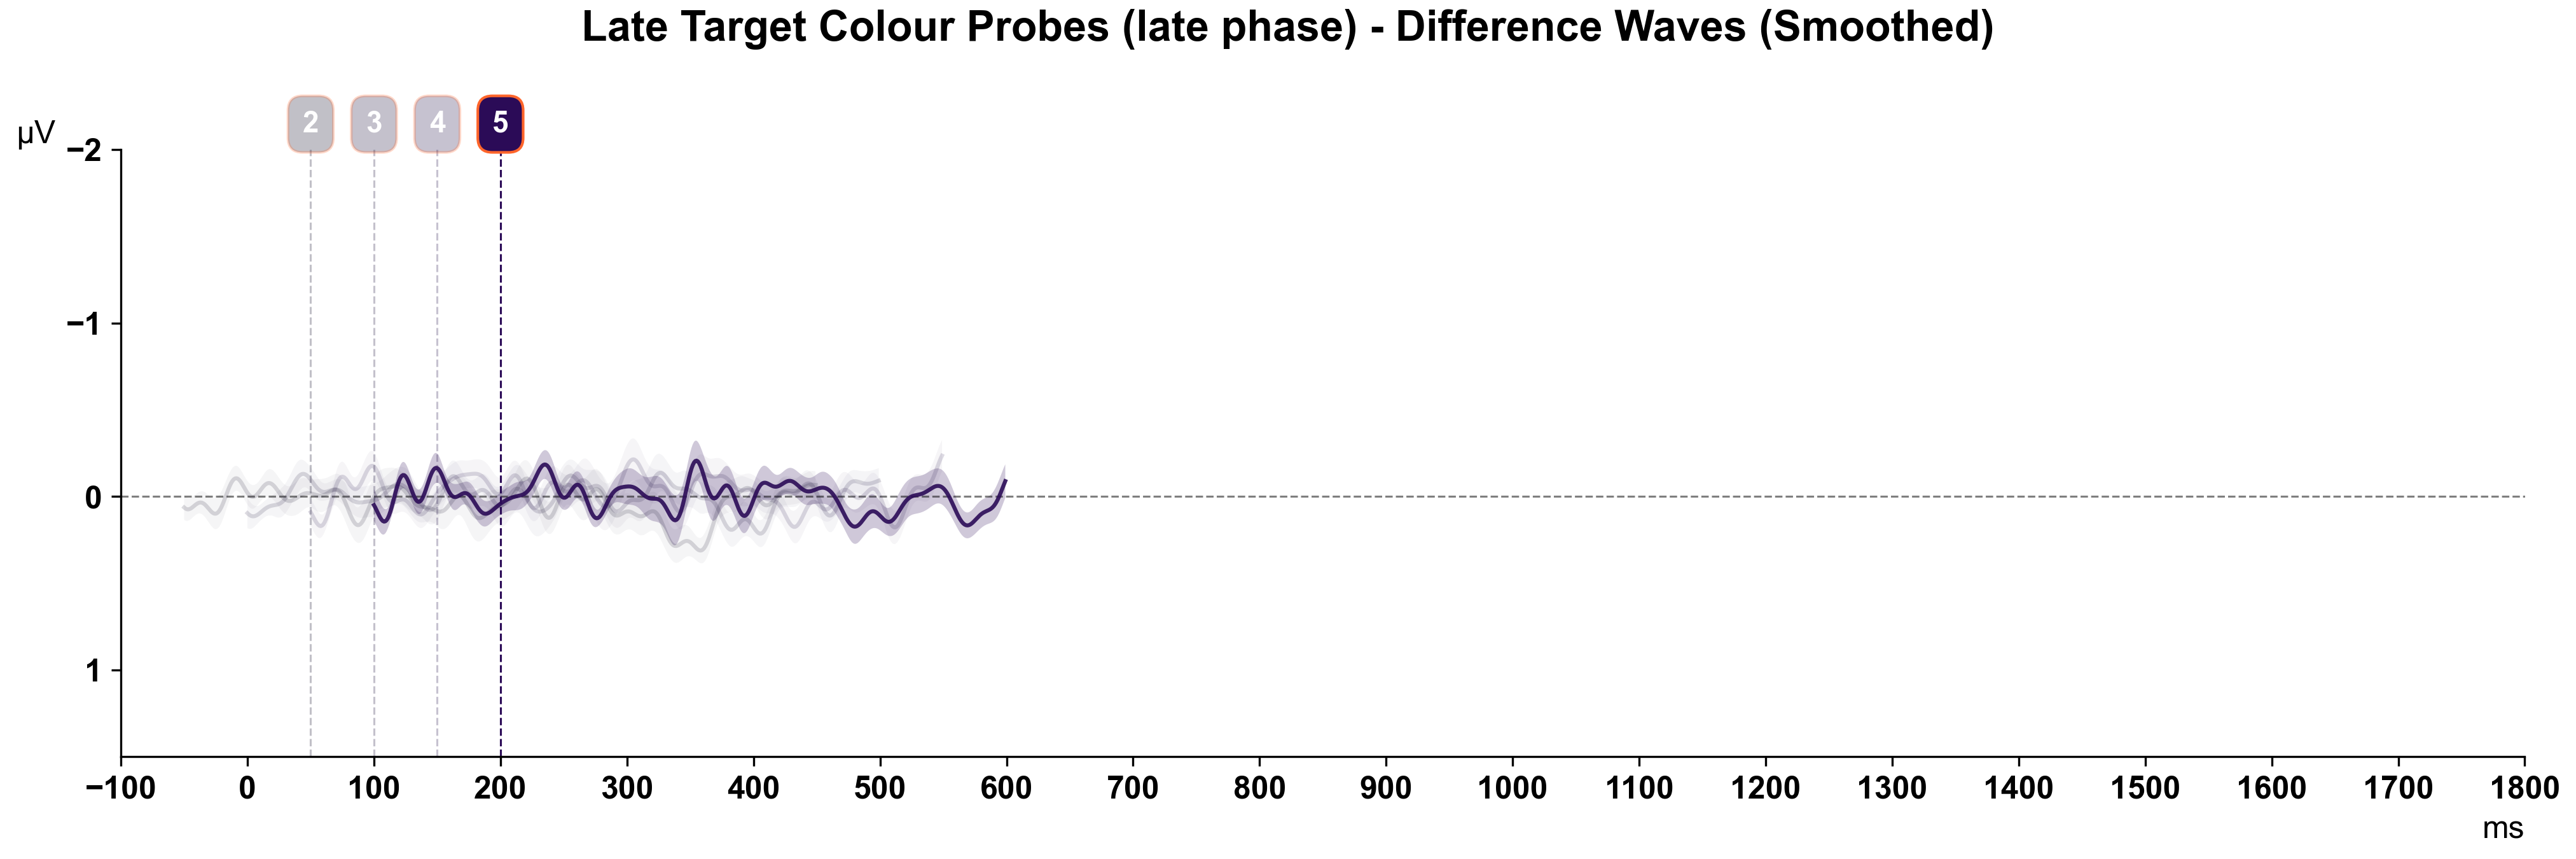 Late Target Colour Probes (late phase) - Difference Waves (Smoothed)
2 3 4 5
µV
−2
−1
0
1
−100 0 100 200 300 400 500 600 700 800 900 1000 1100 1200 1300 1400 1500 1600 1700 1800
ms